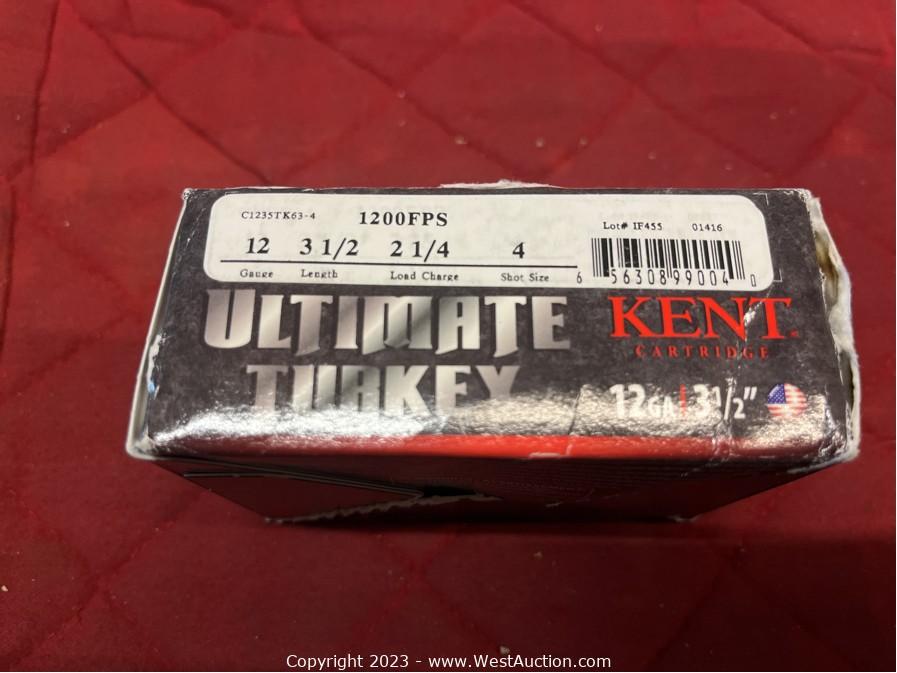 C1235TK63-4 1200FPS Lot# IF455 01416
12 3 1/2 2 1/4 4
Gauge Length Load Charge Shot Size 6 56308 99004 0
ULTIMATE KENT
CARTRIDGE
TURKEY 12GA 3 1/2"
Copyright 2023 - www.WestAuction.com